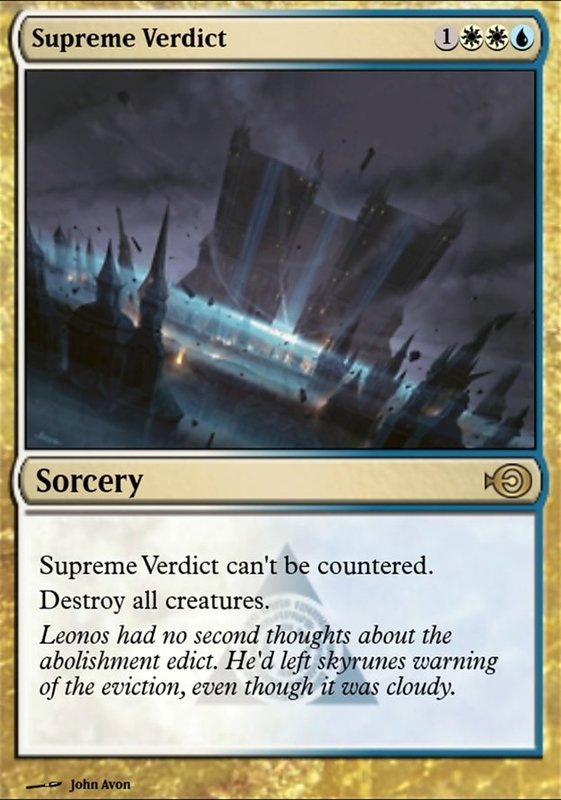 Supreme Verdict 1
Sorcery
Supreme Verdict can't be countered.
Destroy all creatures.
Leonos had no second thoughts about the
abolishment edict. He'd left skyrunes warning
of the eviction, even though it was cloudy.
John Avon